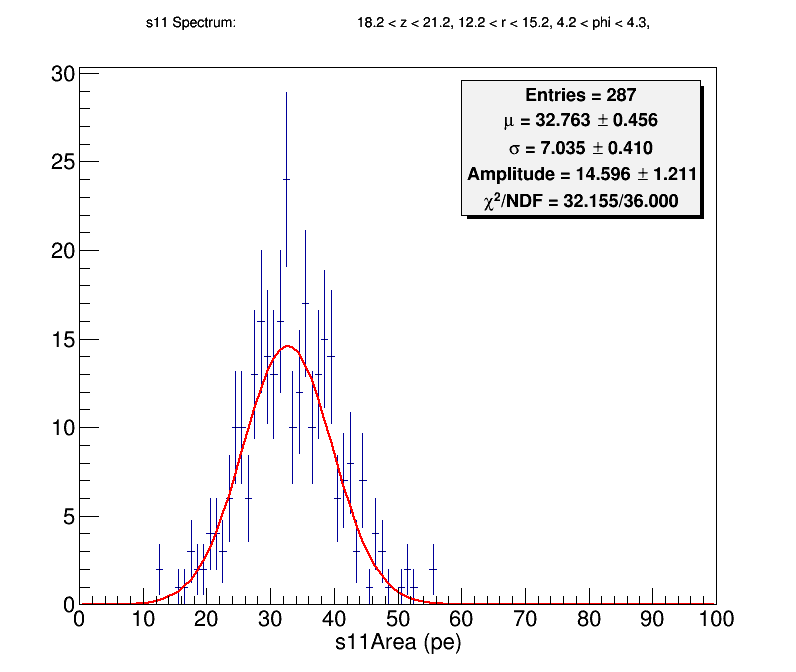 s11 Spectrum: 18.2 < z < 21.2, 12.2 < r < 15.2, 4.2 < phi < 4.3,
Entries = 287
μ = 32.763 ± 0.456
σ = 7.035 ± 0.410
Amplitude = 14.596 ± 1.211
χ²/NDF = 32.155/36.000
30
25
20
15
10
5
0
0 10 20 30 40 50 60 70 80 90 100
s11Area (pe)